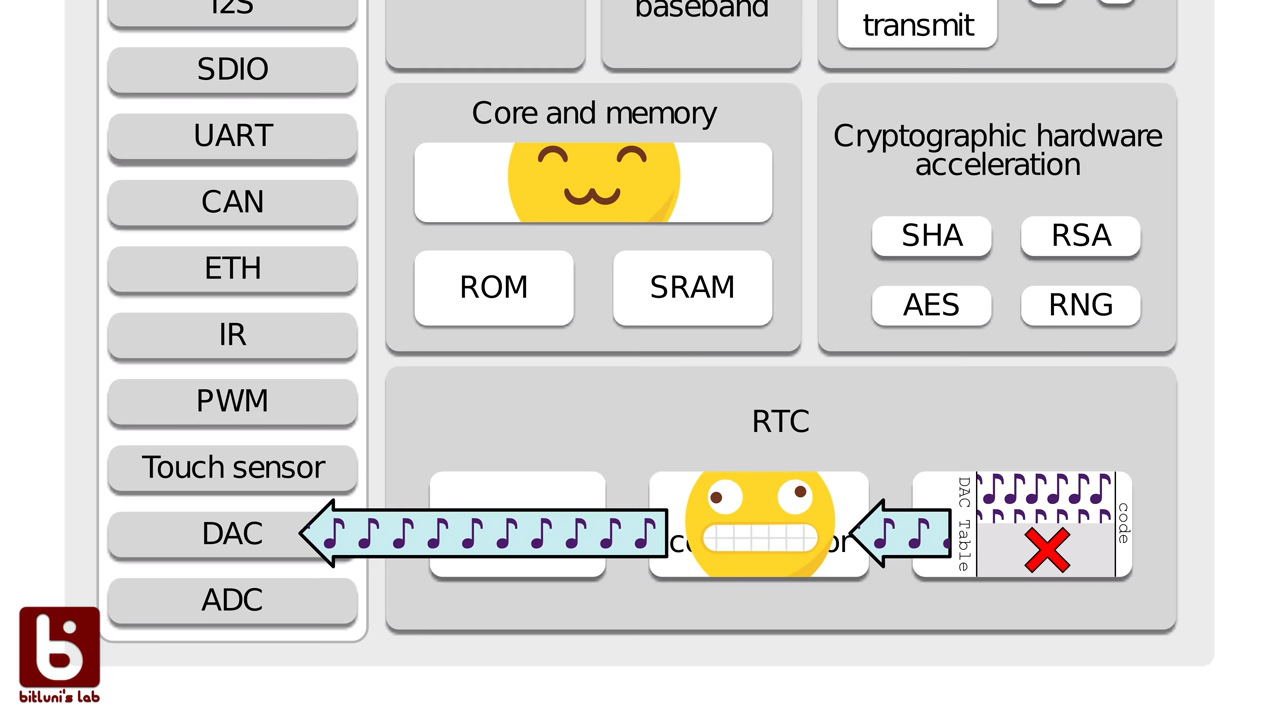 I2S
SDIO
UART
CAN
ETH
IR
PWM
Touch sensor
DAC
ADC
baseband
transmit
Core and memory
ROM
SRAM
Cryptographic hardware
acceleration
SHA
RSA
AES
RNG
RTC
DAC Table
code
b
bitluni's lab